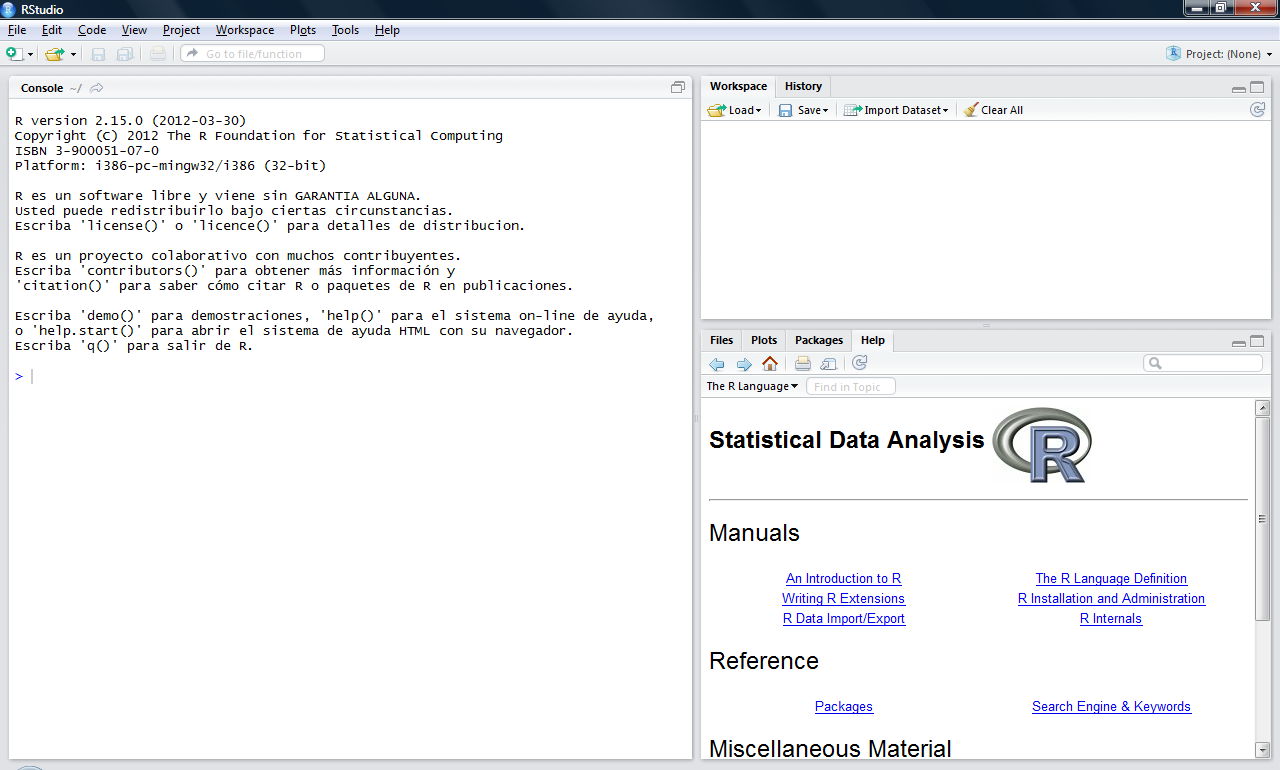 RStudio
File Edit Code View Project Workspace Plots Tools Help
Go to file/function
Project: (None)
Console ~/
R version 2.15.0 (2012-03-30)
Copyright (C) 2012 The R Foundation for Statistical Computing
ISBN 3-900051-07-0
Platform: i386-pc-mingw32/i386 (32-bit)
R es un software libre y viene sin GARANTIA ALGUNA.
Usted puede redistribuirlo bajo ciertas circunstancias.
Escriba 'license()' o 'licence()' para detalles de distribucion.
R es un proyecto colaborativo con muchos contribuyentes.
Escriba 'contributors()' para obtener más información y
'citation()' para saber cómo citar R o paquetes de R en publicaciones.
Escriba 'demo()' para demostraciones, 'help()' para el sistema on-line de ayuda,
o 'help.start()' para abrir el sistema de ayuda HTML con su navegador.
Escriba 'q()' para salir de R.
>
Workspace History
Load Save Import Dataset Clear All
Files Plots Packages Help
The R Language Find in Topic
Statistical Data Analysis R
Manuals
An Introduction to R The R Language Definition
Writing R Extensions R Installation and Administration
R Data Import/Export R Internals
Reference
Packages Search Engine & Keywords
Miscellaneous Material